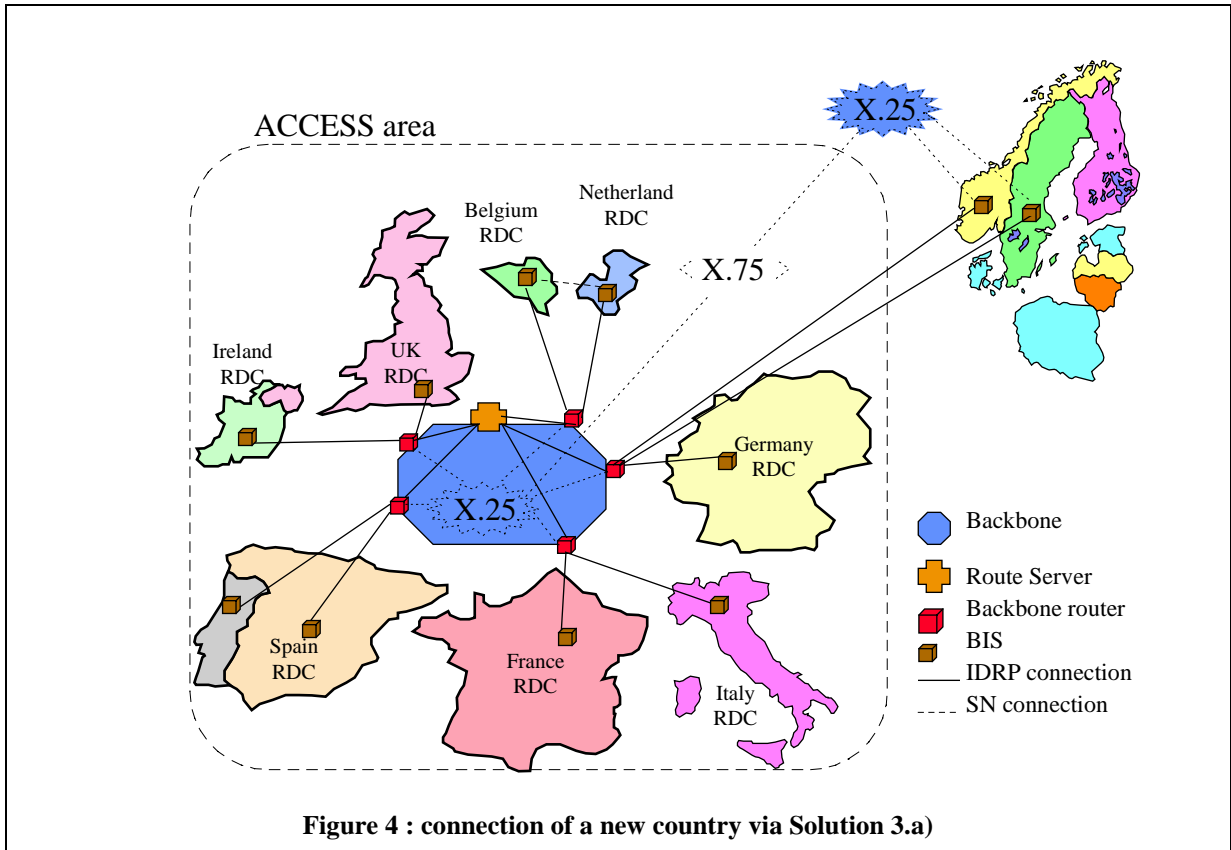 X.25
ACCESS area
Netherland
RDC
Belgium
RDC
X.75
Ireland
RDC
UK
RDC
Germany
RDC
X.25
Backbone
Route Server
Backbone router
BIS
IDRP connection
SN connection
Spain
RDC
France
RDC
Italy
RDC
Figure 4 : connection of a new country via Solution 3.a)